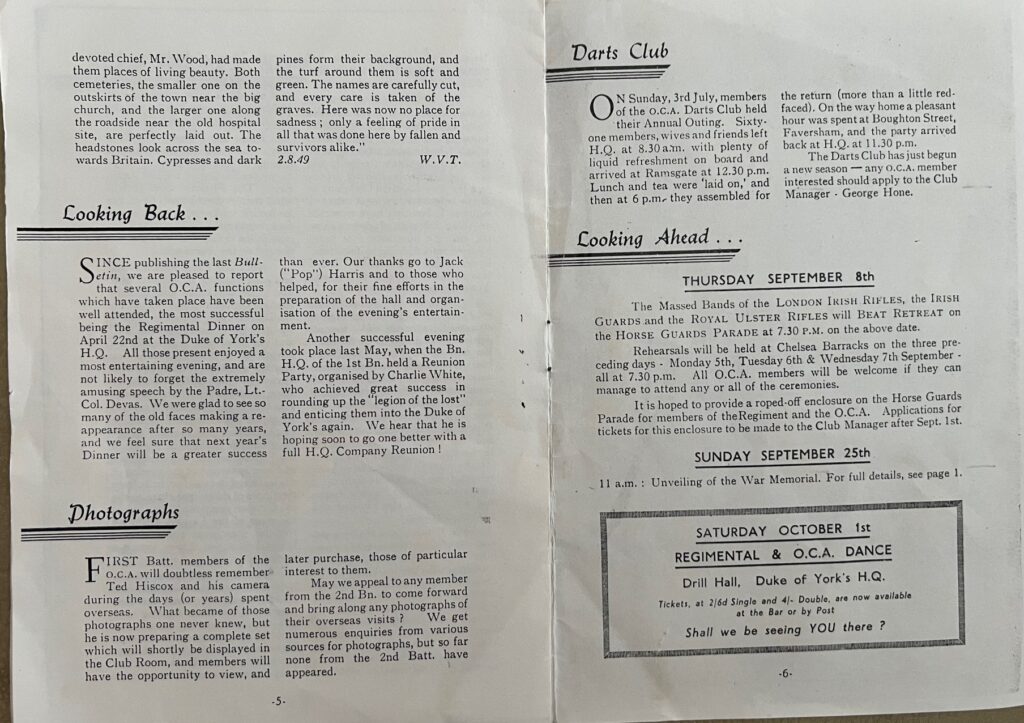 devoted chief, Mr. Wood, had made
them places of living beauty. Both
cemeteries, the smaller one on the
outskirts of the town near the big
church, and the larger one along
the roadside near the old hospital
site, are perfectly laid out. The
headstones look across the sea to-
wards Britain. Cypresses and dark
pines form their background, and
the turf around them is soft and
green. The names are carefully cut,
and every care is taken of the
graves. Here was now no place for
sadness; only a feeling of pride in
all that was done here by fallen and
survivors alike."
2.8.49 W.V.T.
Looking Back . . .
SINCE publishing the last Bull-
etin, we are pleased to report
that several O.C.A. functions
which have taken place have been
well attended, the most successful
being the Regimental Dinner on
April 22nd at the Duke of York's
H.Q. All those present enjoyed a
most entertaining evening, and are
not likely to forget the extremely
amusing speech by the Padre, Lt.-
Col. Devas. We were glad to see so
many of the old faces making a re-
appearance after so many years,
and we feel sure that next year's
Dinner will be a greater success
than ever. Our thanks go to Jack
("Pop") Harris and to those who
helped, for their fine efforts in the
preparation of the hall and organ-
isation of the evening's entertain-
ment.
Another successful evening
took place last May, when the Bn.
H.Q. of the 1st Bn. held a Reunion
Party, organised by Charlie White,
who achieved great success in
rounding up the "legion of the lost"
and enticing them into the Duke of
York's again. We hear that he is
hoping soon to go one better with a
full H.Q. Company Reunion !
Photographs
FIRST Batt. members of the
O.C.A. will doubtless remember
Ted Hiscox and his camera
during the days (or years) spent
overseas. What became of those
photographs one never knew, but
he is now preparing a complete set
which will shortly be displayed in
the Club Room, and members will
have the opportunity to view, and
later purchase, those of particular
interest to them.
May we appeal to any member
from the 2nd Bn. to come forward
and bring along any photographs of
their overseas visits ? We get
numerous enquiries from various
sources for photographs, but so far
none from the 2nd Batt. have
appeared.
-5-
Darts Club
ON Sunday, 3rd July, members
of the O.C.A. Darts Club held
their Annual Outing. Sixty-
one members, wives and friends left
H.Q. at 8.30 a.m. with plenty of
liquid refreshment on board and
arrived at Ramsgate at 12.30 p.m.
Lunch and tea were 'laid on,' and
then at 6 p.m. they assembled for
the return (more than a little red-
faced). On the way home a pleasant
hour was spent at Boughton Street,
Faversham, and the party arrived
back at H.Q. at 11.30 p.m.
The Darts Club has just begun
a new season — any O.C.A. member
interested should apply to the Club
Manager - George Hone.
Looking Ahead . . .
THURSDAY SEPTEMBER 8th
The Massed Bands of the LONDON IRISH RIFLES, the IRISH
GUARDS and the ROYAL ULSTER RIFLES will BEAT RETREAT on
the HORSE GUARDS PARADE at 7.30 P.M. on the above date.
Rehearsals will be held at Chelsea Barracks on the three pre-
ceding days - Monday 5th, Tuesday 6th & Wednesday 7th September -
all at 7.30 p.m. All O.C.A. members will be welcome if they can
manage to attend any or all of the ceremonies.
It is hoped to provide a roped-off enclosure on the Horse Guards
Parade for members of theRegiment and the O.C.A. Applications for
tickets for this enclosure to be made to the Club Manager after Sept. 1st.
SUNDAY SEPTEMBER 25th
11 a.m. : Unveiling of the War Memorial. For full details, see page 1.
SATURDAY OCTOBER 1st
REGIMENTAL & O.C.A. DANCE
Drill Hall, Duke of York's H.Q.
Tickets, at 2/6d Single and 4/- Double, are now available
at the Bar or by Post
Shall we be seeing YOU there ?
-6-